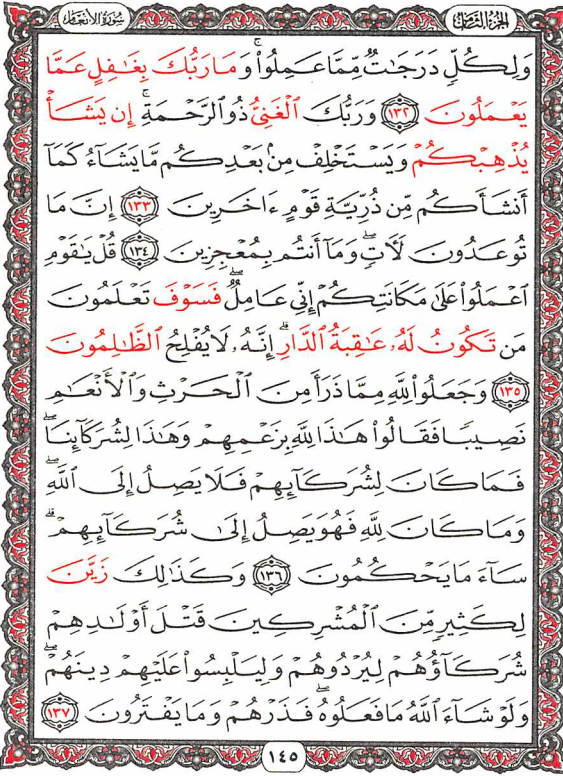 الجزء الثامن
سورة الأنعام
وَلِكُلٍّ دَرَجَٰتٌ مِّمَّا عَمِلُوا۟ۚ وَمَا رَبُّكَ بِغَٰفِلٍ عَمَّا
يَعْمَلُونَ ١٣٢ وَرَبُّكَ ٱلْغَنِىُّ ذُو ٱلرَّحْمَةِۚ إِن يَشَأْ
يُذْهِبْكُمْ وَيَسْتَخْلِفْ مِنۢ بَعْدِكُم مَّا يَشَآءُ كَمَآ
أَنشَأَكُم مِّن ذُرِّيَّةِ قَوْمٍ ءَاخَرِينَ ١٣٣ إِنَّ مَا
تُوعَدُونَ لَـَٔاتٍۖ وَمَآ أَنتُم بِمُعْجِزِينَ ١٣٤ قُلْ يَٰقَوْمِ
ٱعْمَلُوا۟ عَلَىٰ مَكَانَتِكُمْ إِنِّى عَامِلٌۖ فَسَوْفَ تَعْلَمُونَ
مَن تَكُونُ لَهُۥ عَٰقِبَةُ ٱلدَّارِۗ إِنَّهُۥ لَا يُفْلِحُ ٱلظَّٰلِمُونَ
١٣٥ وَجَعَلُوا۟ لِلَّهِ مِمَّا ذَرَأَ مِنَ ٱلْحَرْثِ وَٱلْأَنْعَٰمِ
نَصِيبًا فَقَالُوا۟ هَٰذَا لِلَّهِ بِزَعْمِهِمْ وَهَٰذَا لِشُرَكَآئِنَاۖ
فَمَا كَانَ لِشُرَكَآئِهِمْ فَلَا يَصِلُ إِلَى ٱللَّهِۖ
وَمَا كَانَ لِلَّهِ فَهُوَ يَصِلُ إِلَىٰ شُرَكَآئِهِمْۗ
سَآءَ مَا يَحْكُمُونَ ١٣٦ وَكَذَٰلِكَ زَيَّنَ
لِكَثِيرٍ مِّنَ ٱلْمُشْرِكِينَ قَتْلَ أَوْلَٰدِهِمْ
شُرَكَآؤُهُمْ لِيُرْدُوهُمْ وَلِيَلْبِسُوا۟ عَلَيْهِمْ دِينَهُمْۖ
وَلَوْ شَآءَ ٱللَّهُ مَا فَعَلُوهُۖ فَذَرْهُمْ وَمَا يَفْتَرُونَ ١٣٧
١٤٥